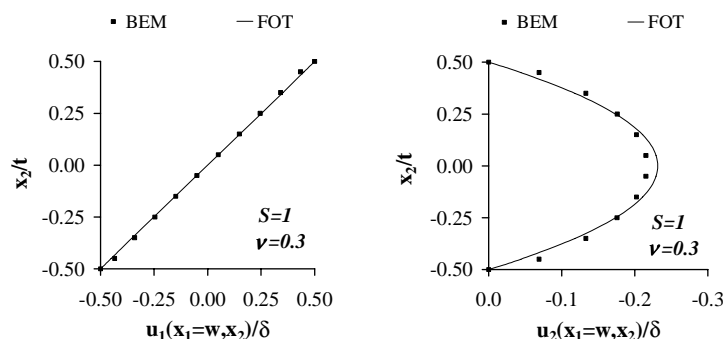 BEM FOT
0.50
0.25
0.00
-0.25
-0.50
x2/t
S=1
ν=0.3
-0.50 -0.25 0.00 0.25 0.50
u1(x1=w,x2)/δ
BEM FOT
0.50
0.25
0.00
-0.25
-0.50
x2/t
S=1
ν=0.3
0.0 -0.1 -0.2 -0.3
u2(x1=w,x2)/δ